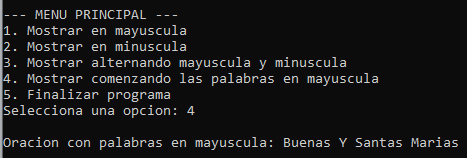 --- MENU PRINCIPAL ---
1. Mostrar en mayuscula
2. Mostrar en minuscula
3. Mostrar alternando mayuscula y minuscula
4. Mostrar comenzando las palabras en mayuscula
5. Finalizar programa
Selecciona una opcion: 4
Oracion con palabras en mayuscula: Buenas Y Santas Marias